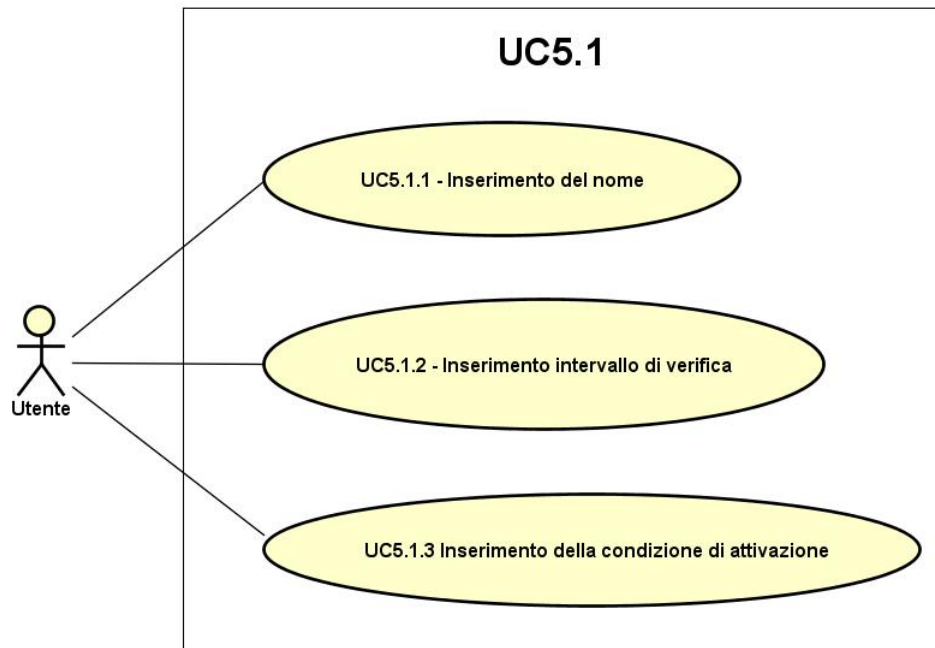 UC5.1
UC5.1.1 - Inserimento del nome
UC5.1.2 - Inserimento intervallo di verifica
Utente
UC5.1.3 Inserimento della condizione di attivazione